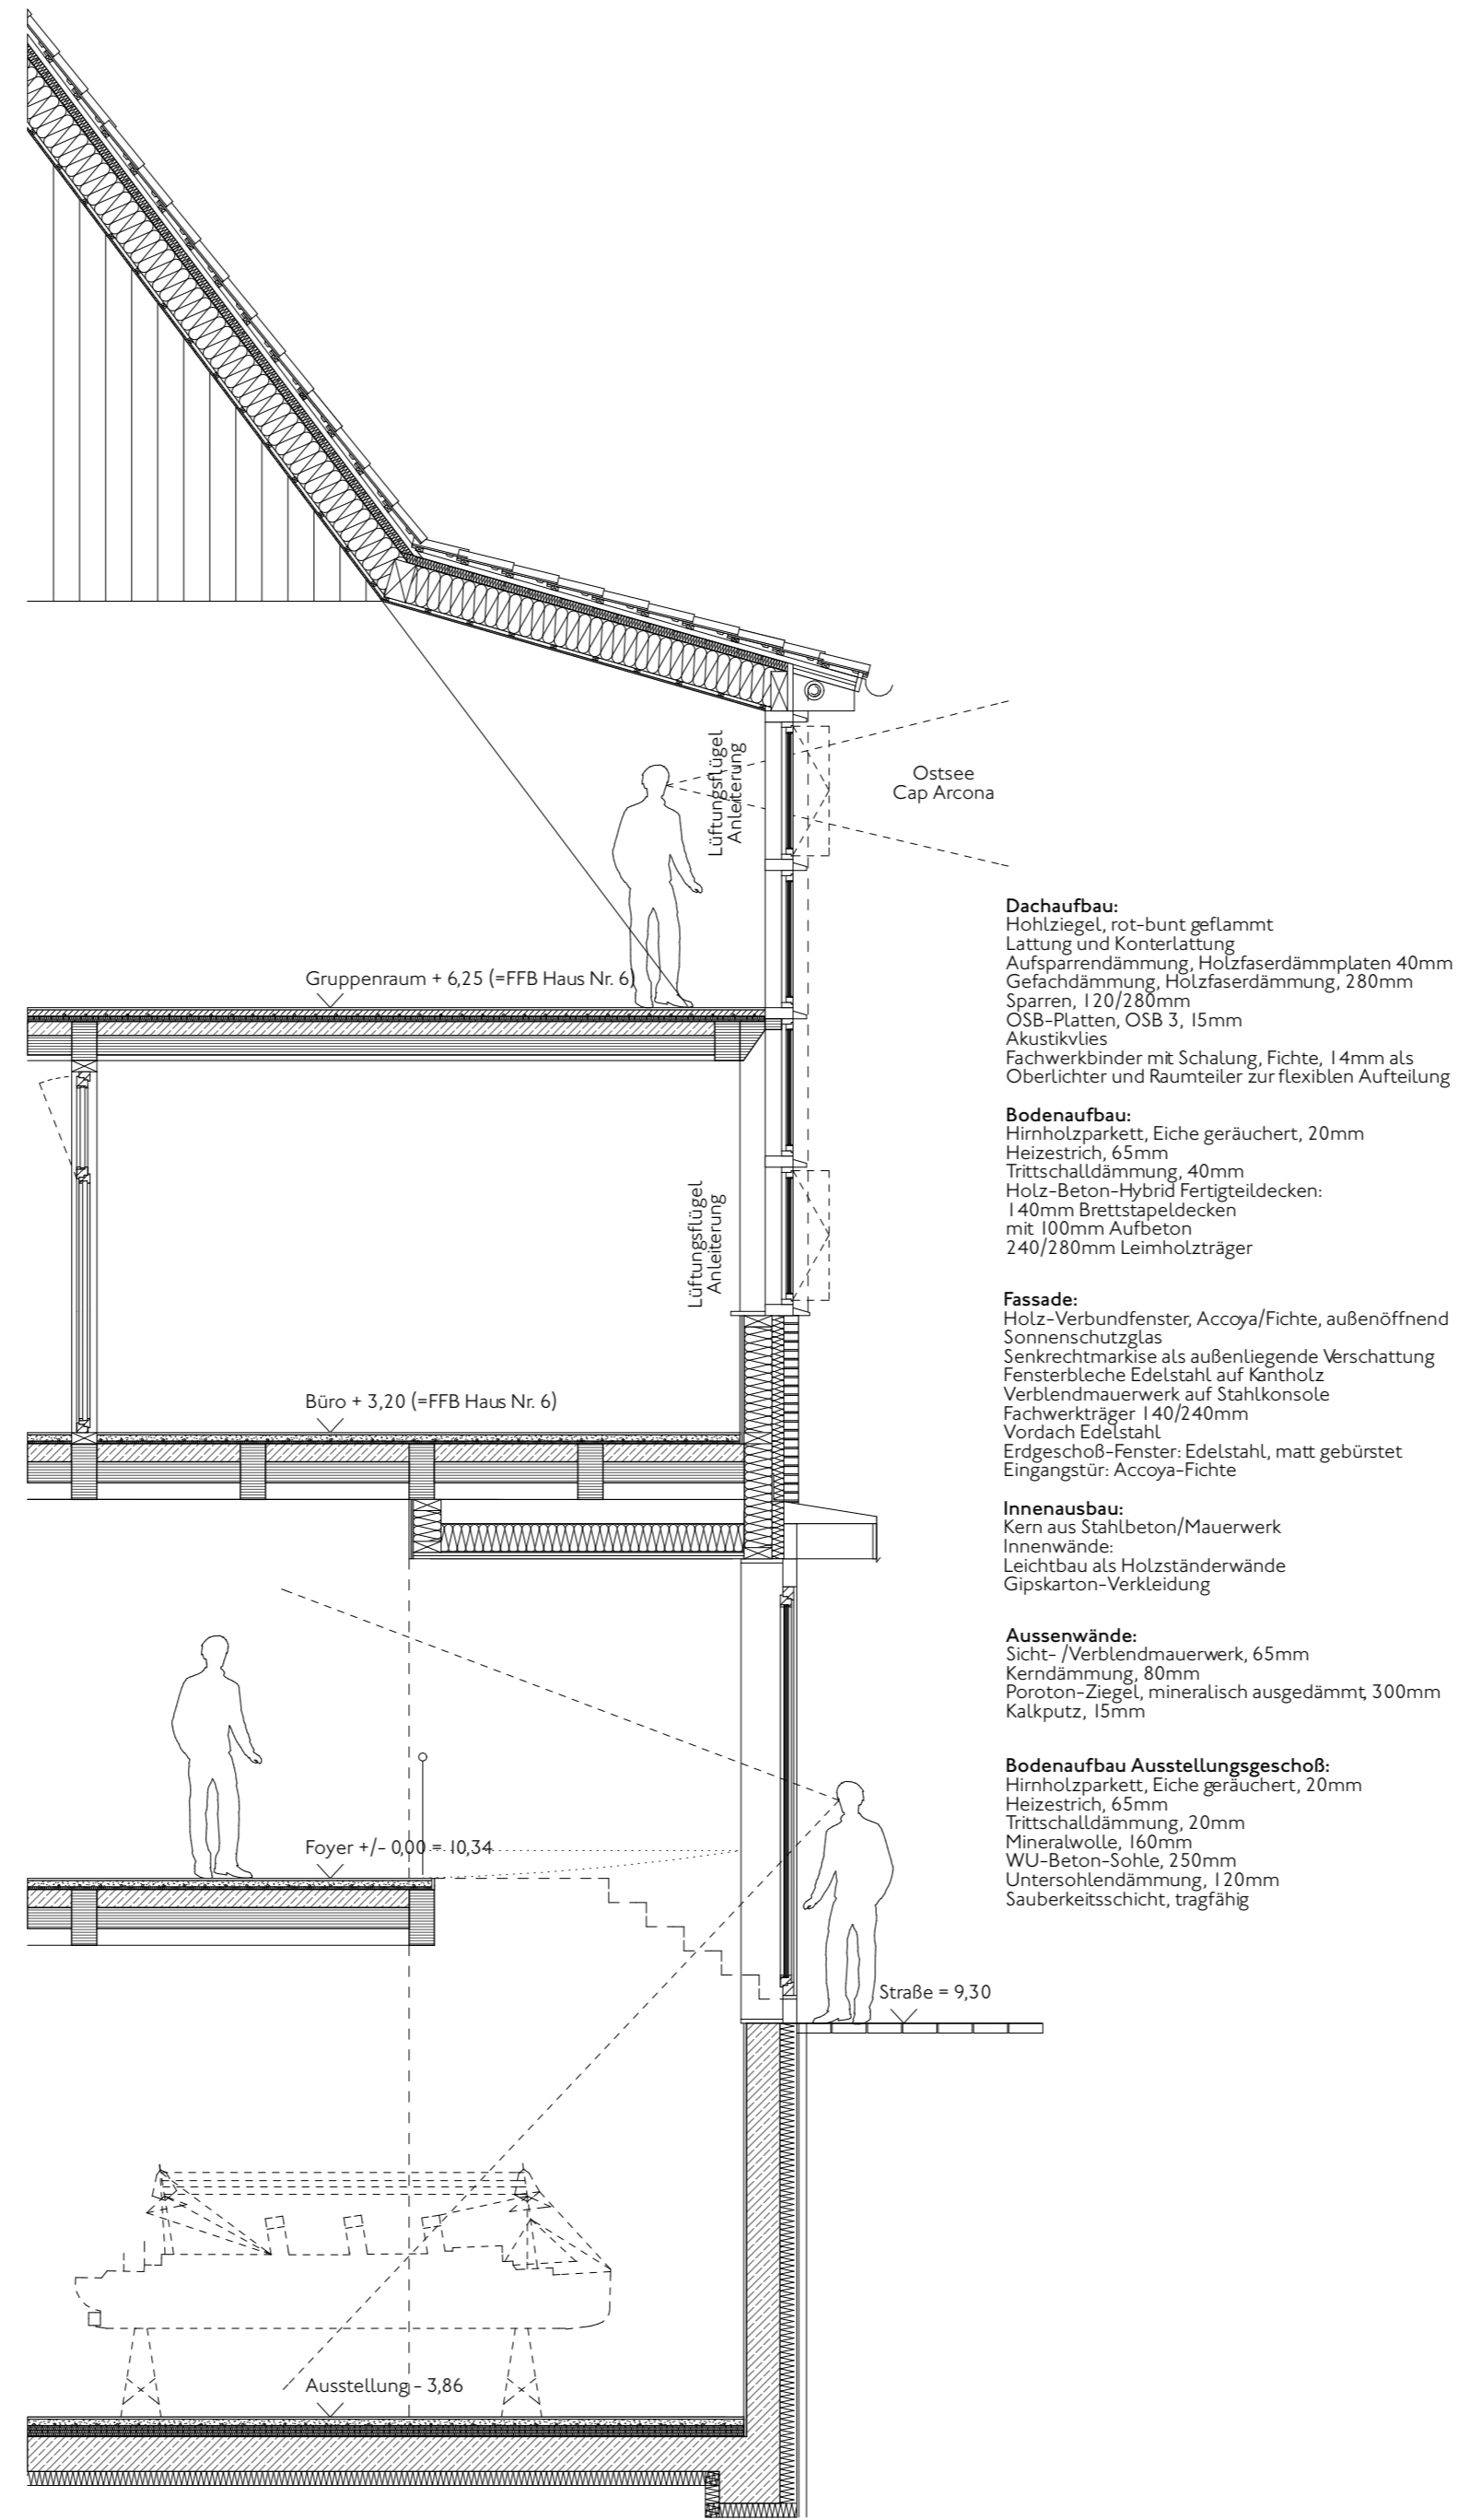 Lüftungsflügel
Anleiterung
Ostsee
Cap Arcona
Gruppenraum + 6,25 (=FFB Haus Nr. 6)
Lüftungsflügel
Anleiterung
Büro + 3,20 (=FFB Haus Nr. 6)
Foyer +/- 0,00 = 10,34
Straße = 9,30
Ausstellung - 3,86
Dachaufbau:
Hohlziegel, rot-bunt geflammt
Lattung und Konterlattung
Aufsparrendämmung, Holzfaserdämmplaten 40mm
Gefachdämmung, Holzfaserdämmung, 280mm
Sparren, 120/280mm
OSB-Platten, OSB 3, 15mm
Akustikvlies
Fachwerkbinder mit Schalung, Fichte, 14mm als
Oberlichter und Raumteiler zur flexiblen Aufteilung
Bodenaufbau:
Hirnholzparkett, Eiche geräuchert, 20mm
Heizestrich, 65mm
Trittschalldämmung, 40mm
Holz-Beton-Hybrid Fertigteildecken:
140mm Brettstapeldecken
mit 100mm Aufbeton
240/280mm Leimholzträger
Fassade:
Holz-Verbundfenster, Accoya/Fichte, außenöffnend
Sonnenschutzglas
Senkrechtmarkise als außenliegende Verschattung
Fensterbleche Edelstahl auf Kantholz
Verblendmauerwerk auf Stahlkonsole
Fachwerkträger 140/240mm
Vordach Edelstahl
Erdgeschoß-Fenster: Edelstahl, matt gebürstet
Eingangstür: Accoya-Fichte
Innenausbau:
Kern aus Stahlbeton/Mauerwerk
Innenwände:
Leichtbau als Holzständerwände
Gipskarton-Verkleidung
Aussenwände:
Sicht- /Verblendmauerwerk, 65mm
Kerndämmung, 80mm
Poroton-Ziegel, mineralisch ausgedämmt, 300mm
Kalkputz, 15mm
Bodenaufbau Ausstellungsgeschoß:
Hirnholzparkett, Eiche geräuchert, 20mm
Heizestrich, 65mm
Trittschalldämmung, 20mm
Mineralwolle, 160mm
WU-Beton-Sohle, 250mm
Untersohlendämmung, 120mm
Sauberkeitsschicht, tragfähig